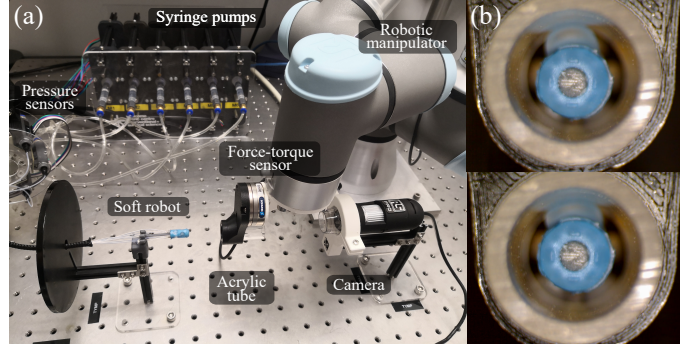 (a)
Syringe pumps
Robotic
manipulator
Pressure
sensors
Force-torque
sensor
Soft robot
Acrylic
tube
Camera
(b)